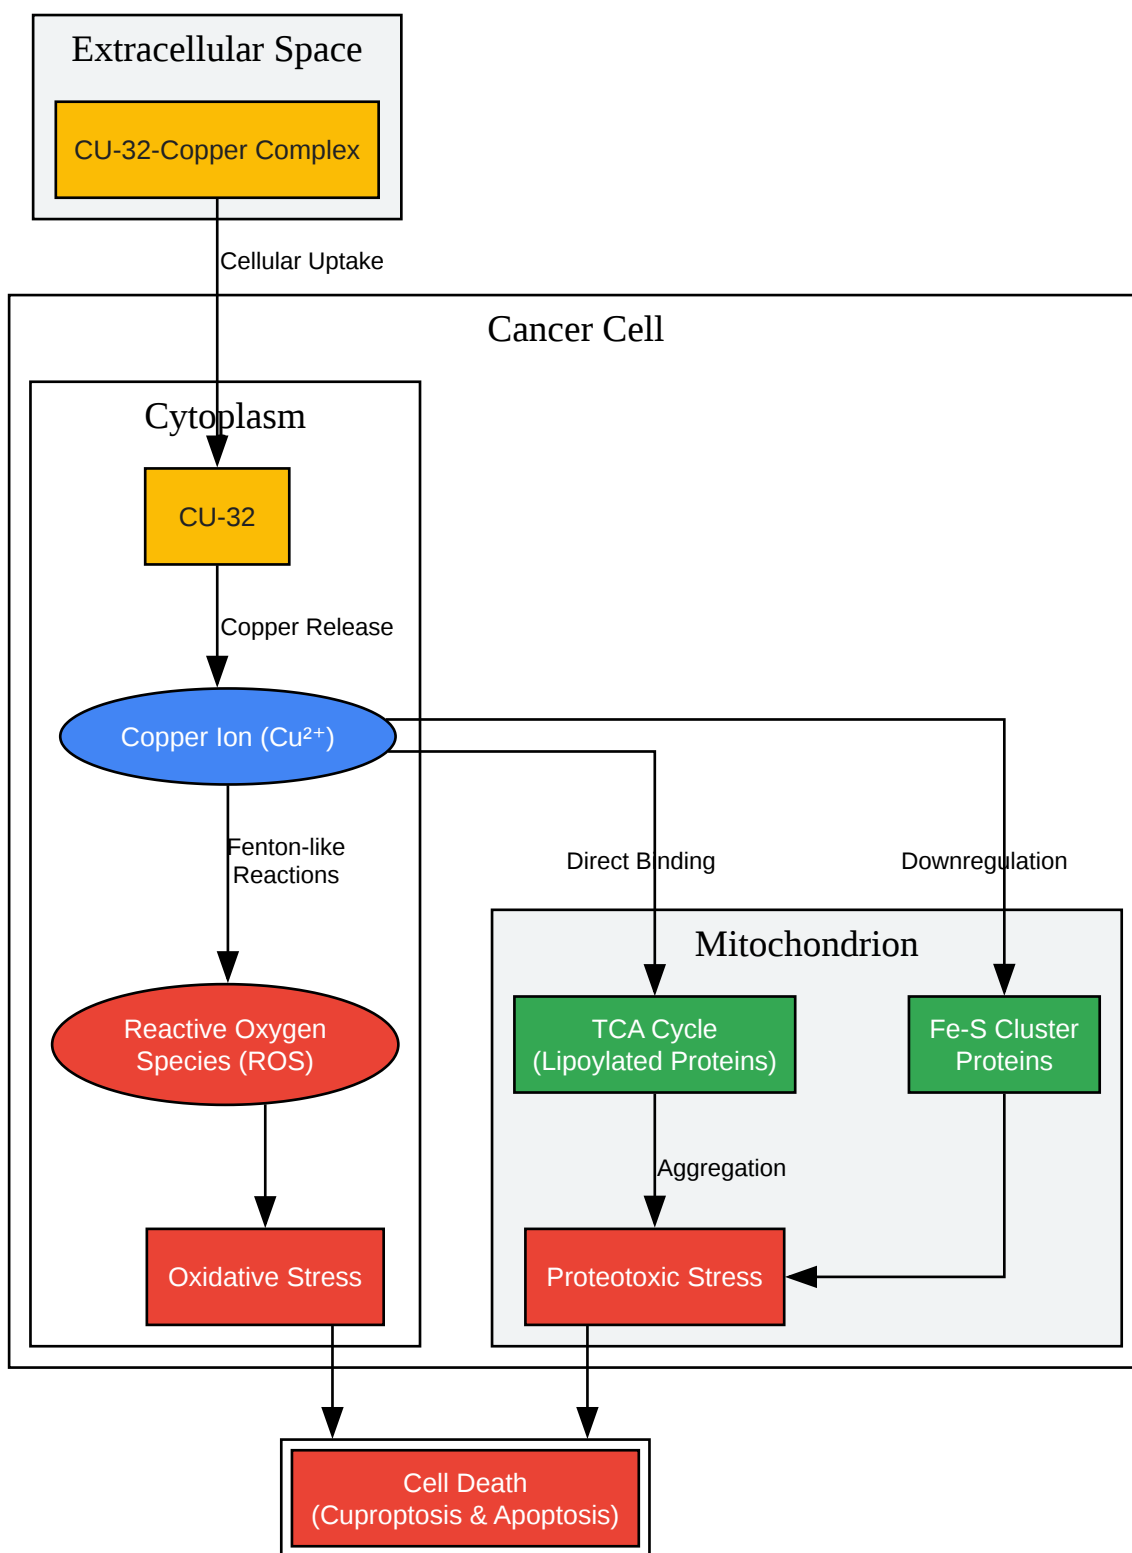 Extracellular Space
CU-32-Copper Complex
Cellular Uptake
Cancer Cell
Cytoplasm
CU-32
Copper Release
Copper Ion (Cu²⁺)
Fenton-like
Reactions
Direct Binding
Downregulation
Mitochondrion
Reactive Oxygen
Species (ROS)
TCA Cycle
(Lipoylated Proteins)
Fe-S Cluster
Proteins
Aggregation
Oxidative Stress
Proteotoxic Stress
Cell Death
(Cuproptosis & Apoptosis)